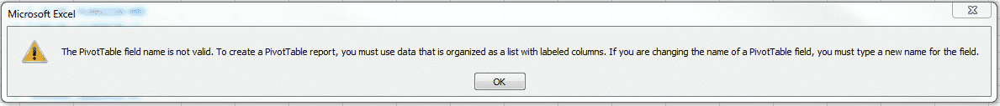 Microsoft Excel
The PivotTable field name is not valid. To create a PivotTable report, you must use data that is organized as a list with labeled columns. If you are changing the name of a PivotTable field, you must type a new name for the field.
OK